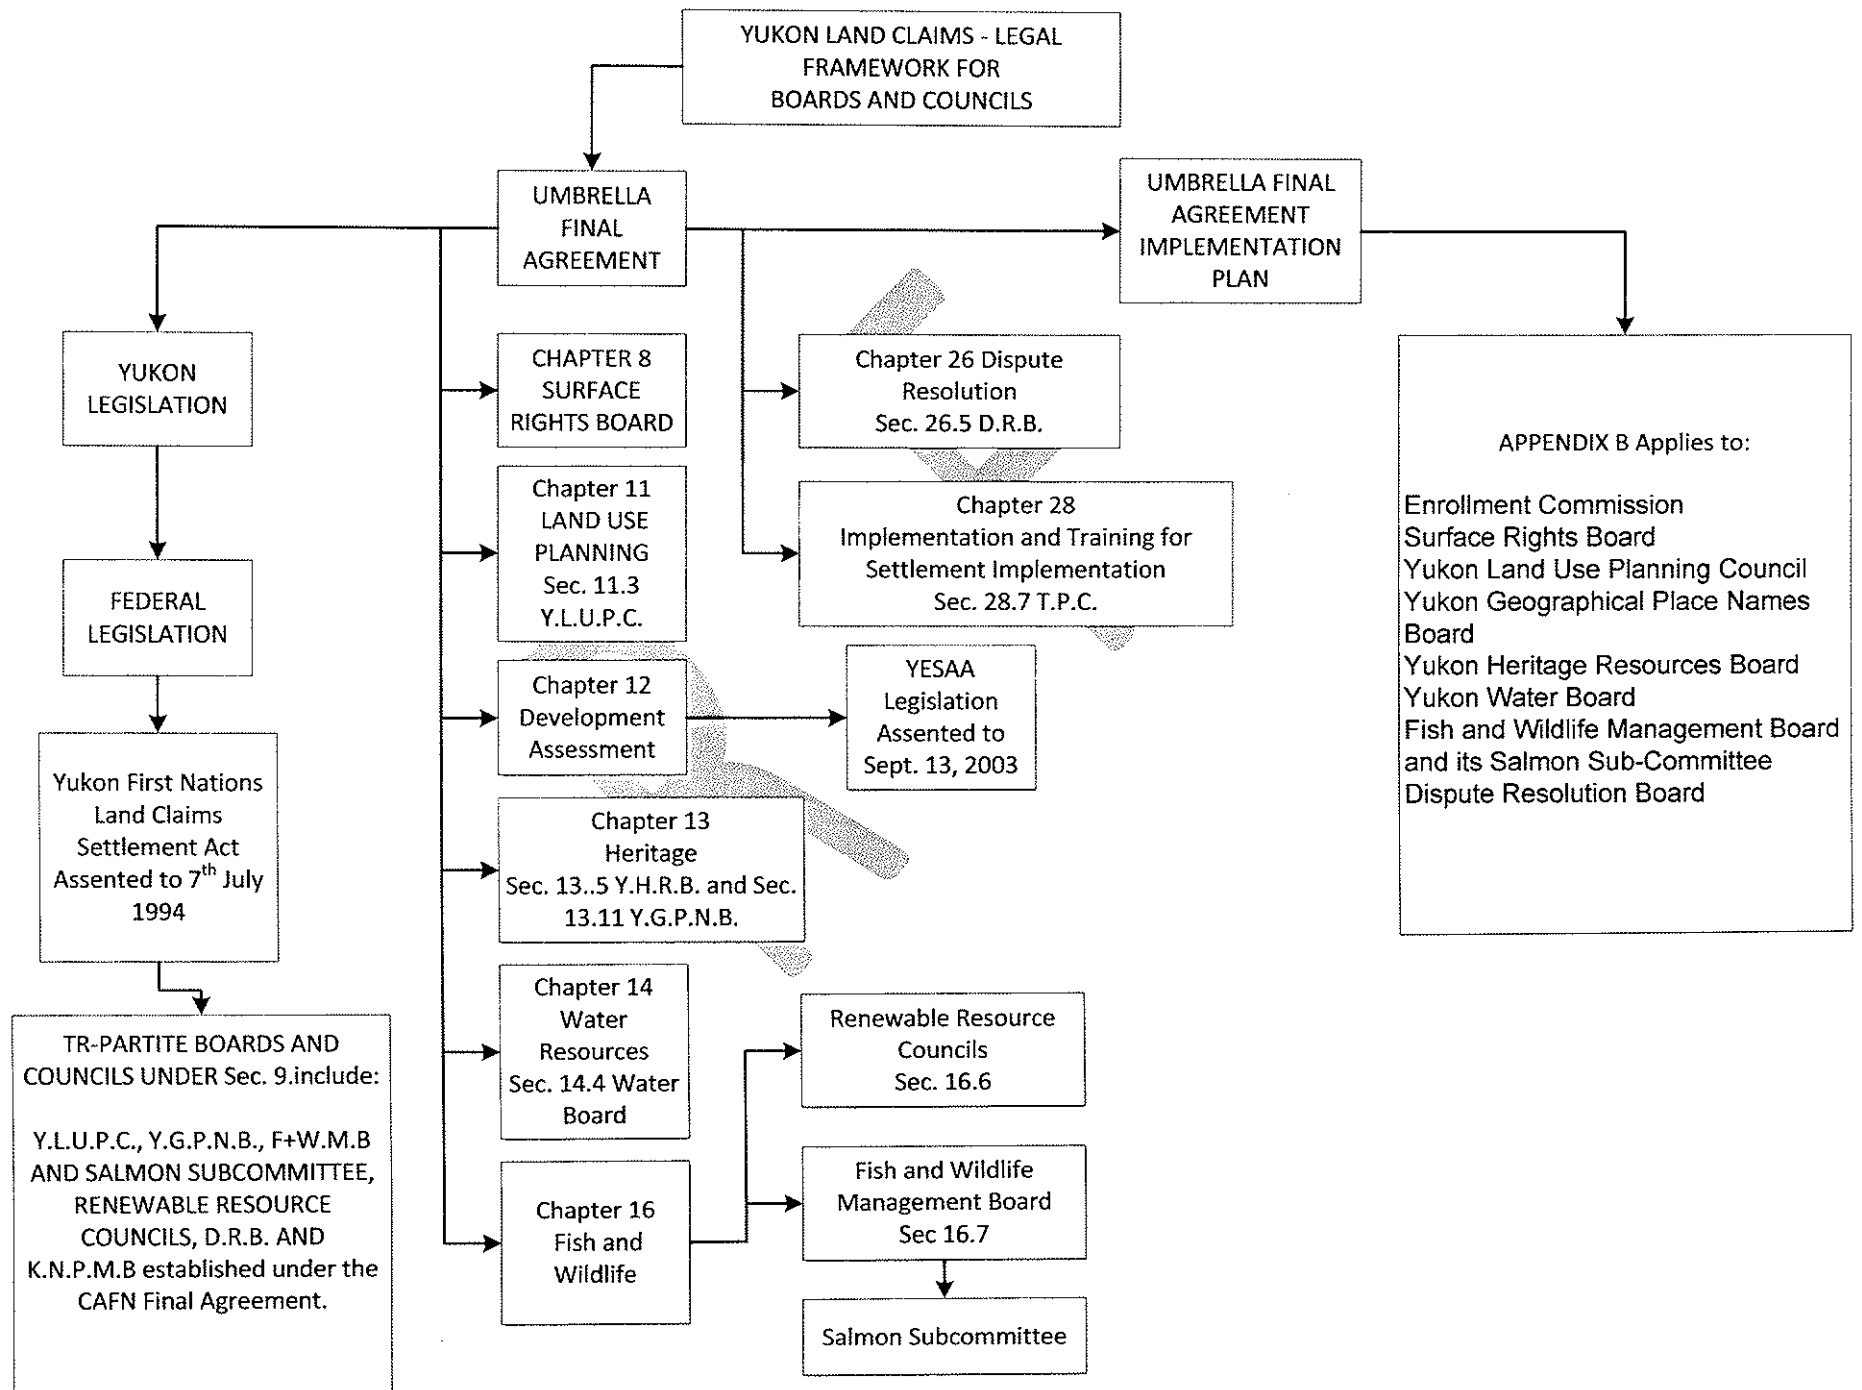 YUKON LAND CLAIMS - LEGAL
FRAMEWORK FOR
BOARDS AND COUNCILS
UMBRELLA
FINAL
AGREEMENT
UMBRELLA FINAL
AGREEMENT
IMPLEMENTATION
PLAN
YUKON
LEGISLATION
FEDERAL
LEGISLATION
Yukon First Nations
Land Claims
Settlement Act
Assented to 7th July
1994
TR-PARTITE BOARDS AND
COUNCILS UNDER Sec. 9.include:
Y.L.U.P.C., Y.G.P.N.B., F+W.M.B
AND SALMON SUBCOMMITTEE,
RENEWABLE RESOURCE
COUNCILS, D.R.B. AND
K.N.P.M.B established under the
CAFN Final Agreement.
CHAPTER 8
SURFACE
RIGHTS BOARD
Chapter 11
LAND USE
PLANNING
Sec. 11.3
Y.L.U.P.C.
Chapter 12
Development
Assessment
YESAA
Legislation
Assented to
Sept. 13, 2003
Chapter 13
Heritage
Sec. 13..5 Y.H.R.B. and Sec.
13.11 Y.G.P.N.B.
Chapter 14
Water
Resources
Sec. 14.4 Water
Board
Chapter 16
Fish and
Wildlife
Renewable Resource
Councils
Sec. 16.6
Fish and Wildlife
Management Board
Sec 16.7
Salmon Subcommittee
Chapter 26 Dispute
Resolution
Sec. 26.5 D.R.B.
Chapter 28
Implementation and Training for
Settlement Implementation
Sec. 28.7 T.P.C.
APPENDIX B Applies to:
Enrollment Commission
Surface Rights Board
Yukon Land Use Planning Council
Yukon Geographical Place Names
Board
Yukon Heritage Resources Board
Yukon Water Board
Fish and Wildlife Management Board
and its Salmon Sub-Committee
Dispute Resolution Board